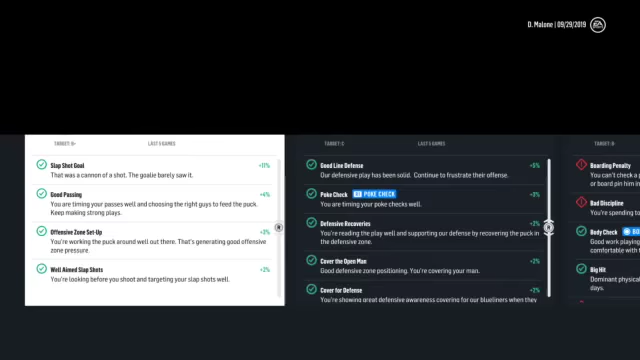 D. Malone | 09/29/2019
EA
TARGET: B+
LAST 5 GAMES
Slap Shot Goal +11%
That was a cannon of a shot. The goalie barely saw it.
Good Passing +4%
You are timing your passes well and choosing the right guys to feed the puck.
Keep making strong plays.
Offensive Zone Set-Up +3%
You're working the puck around well out there. That's generating good offensive
zone pressure.
Well Aimed Slap Shots +2%
You're looking before you shoot and targeting your slap shots well.
TARGET: C
LAST 5 GAMES
Good Line Defense
Our defensive play has been solid. Continue to frustrate their offense.
Poke Check R1 POKE CHECK
You are timing your poke checks well.
Defensive Recoveries +2%
You're reading the play well and supporting our defense by recovering the puck in
the defensive zone.
Cover the Open Man +2%
Good defensive zone positioning. You're covering your man.
Cover for Defense +2%
You're showing great defensive awareness covering for our blueliners when they
TARGET:
Boarding Penalty
You can't check a
or board pin him in
Bad Discipline
You're spending
Body Check
Good work playing
comfortable with
Big Hit
Dominant physical
days.